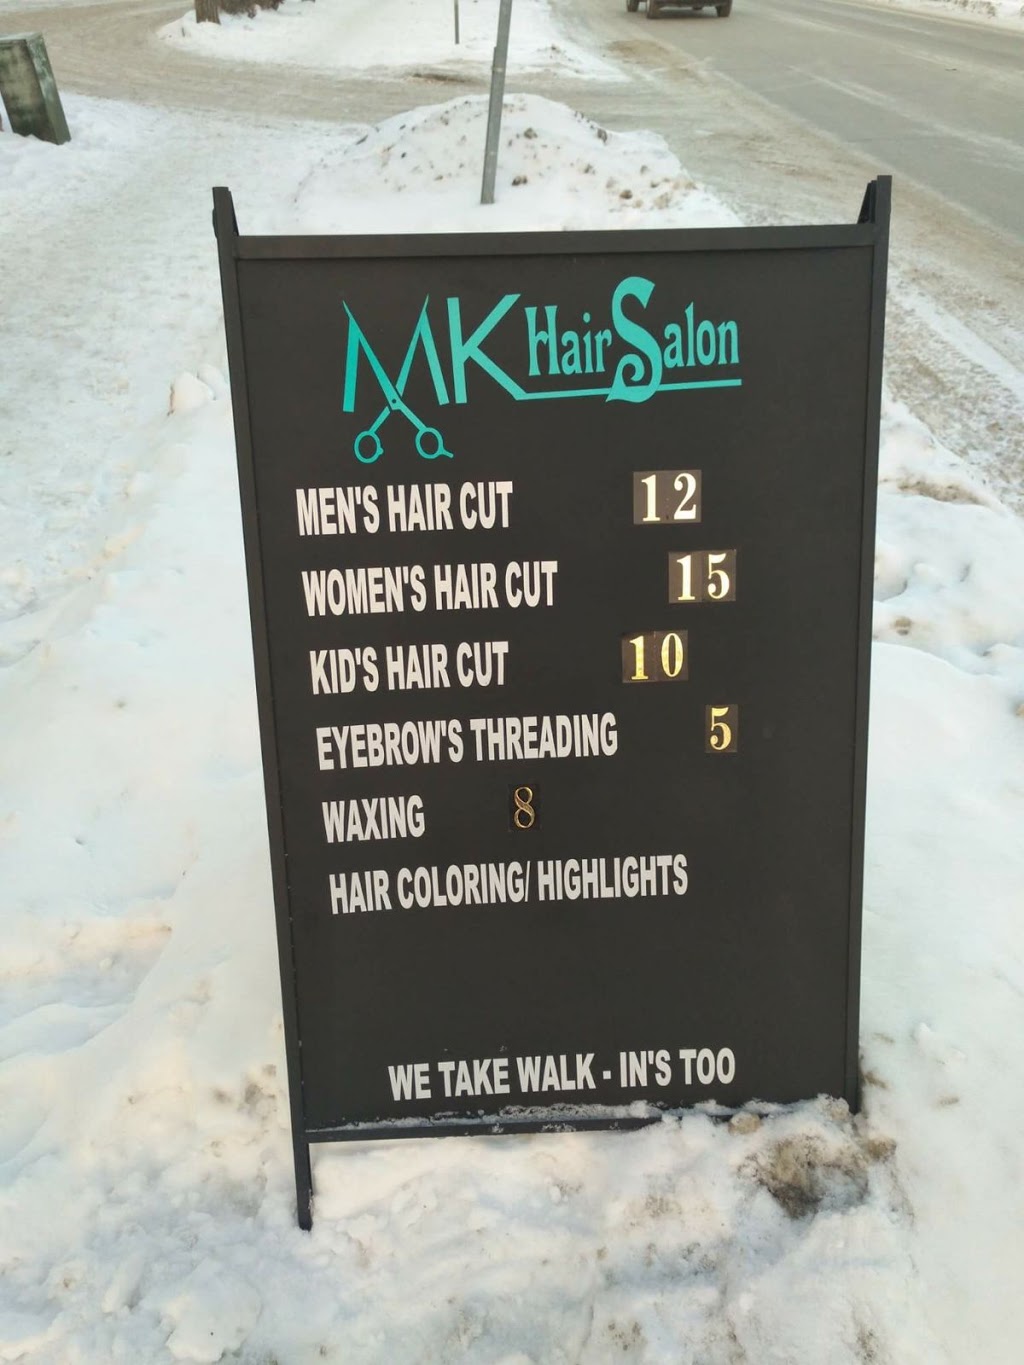 MK Hair Salon
MEN'S HAIR CUT 12
WOMEN'S HAIR CUT 15
KID'S HAIR CUT 10
EYEBROW'S THREADING 5
WAXING 8
HAIR COLORING/ HIGHLIGHTS
WE TAKE WALK - IN'S TOO